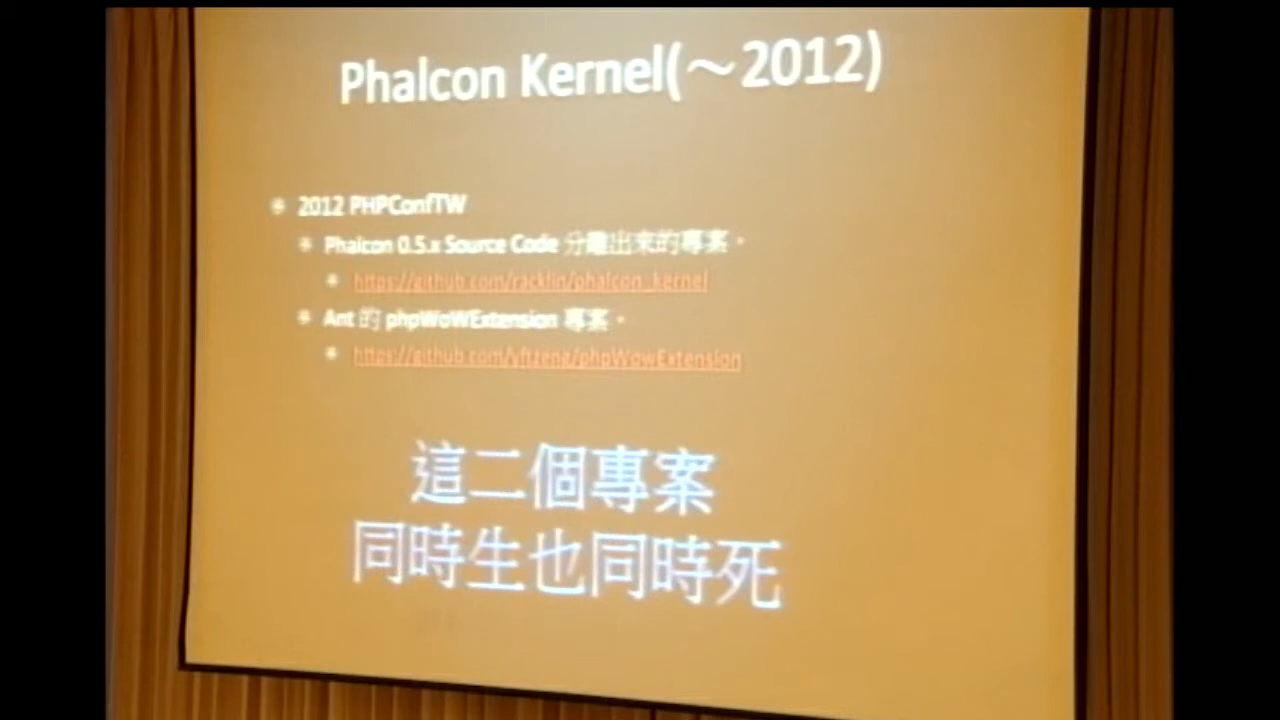 Phalcon Kernel(～2012)
2012 PHPConfTW
Phalcon 0.5.x Source Code 分離出來的專案。
https://github.com/racklin/phalcon_kernel
Ant 的 phpWoWExtension 專案。
https://github.com/yftzeng/phpWowExtension
這二個專案
同時生也同時死